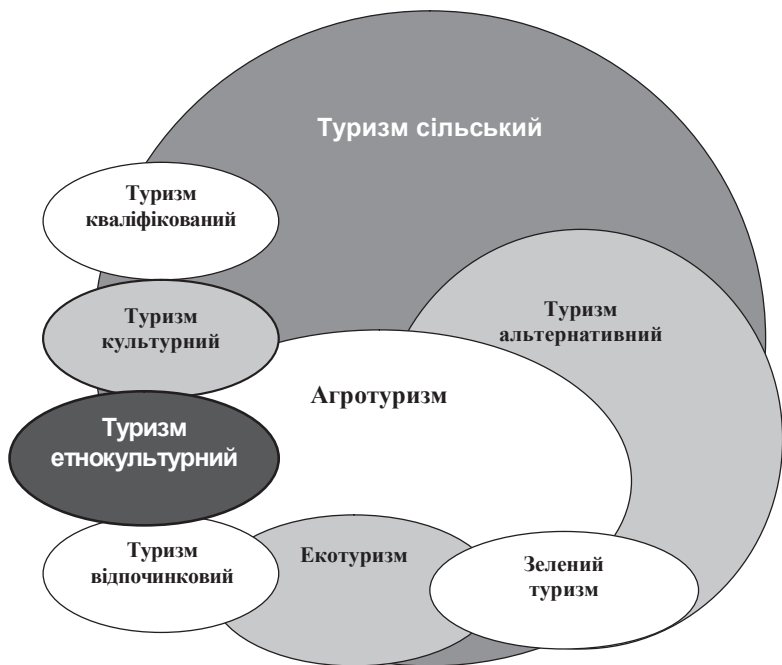 Туризм сільський
Туризм
кваліфікований
Туризм
культурний
Туризм
альтернативний
Агротуризм
Туризм
етнокультурний
Туризм
відпочинковий
Екотуризм
Зелений
туризм